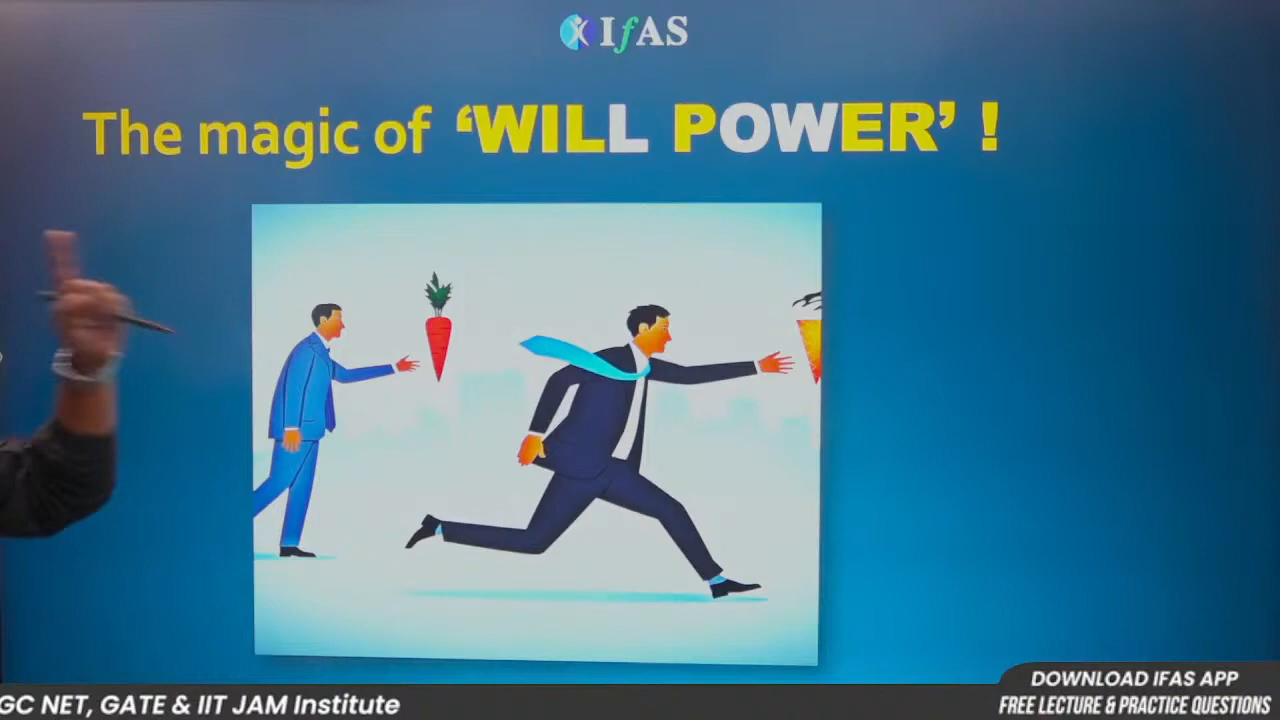 IfAS
The magic of ‘WILL POWER’ !
GC NET, GATE & IIT JAM Institute
DOWNLOAD IFAS APP
FREE LECTURE & PRACTICE QUESTIONS